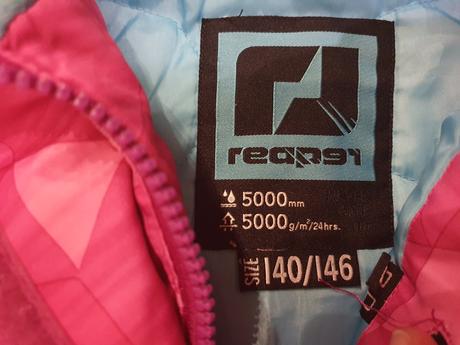 reaper
5000mm
5000g/m²/24hrs.
SIZE 140/146